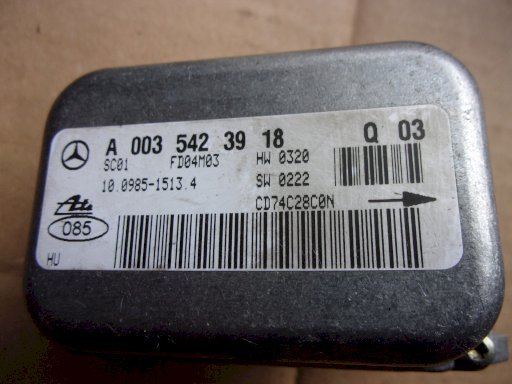 A 003 542 39 18 Q 03
SC01 FD04M03 HW 0320
10.0985-1513.4 SW 0222
Ate CD74C28C0N
085
HU